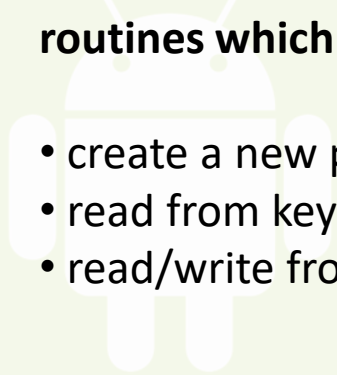 routines which
• create a new
• read from key
• read/write fro